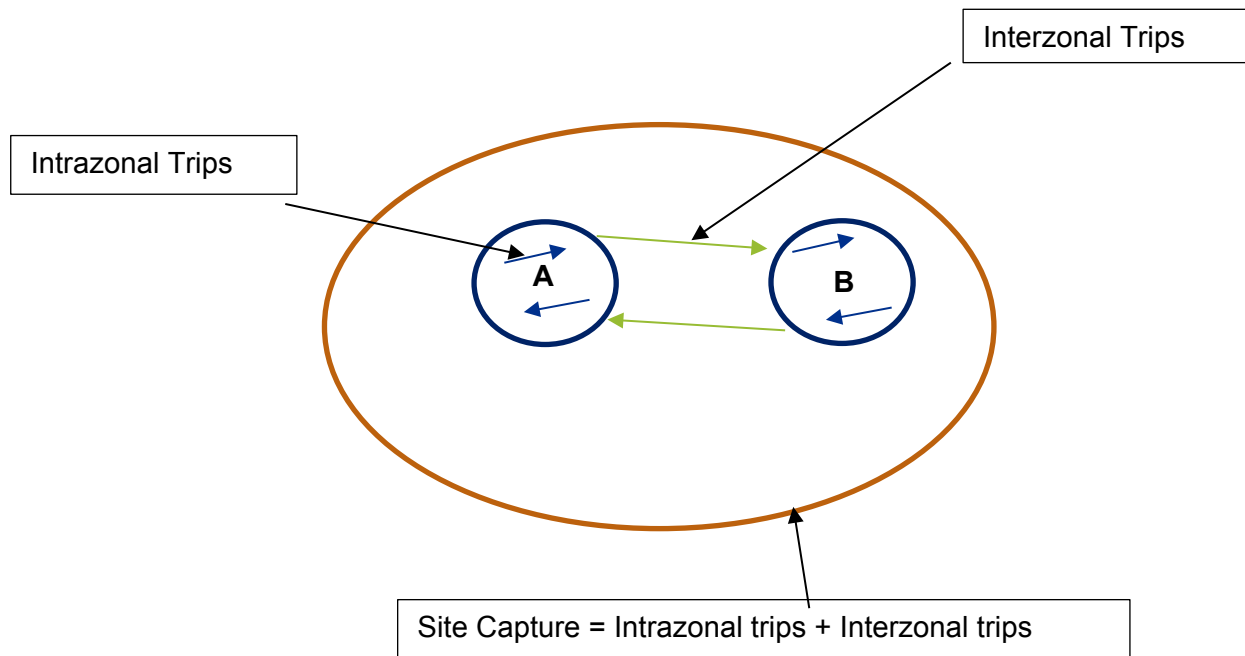 Interzonal Trips
Intrazonal Trips
A
B
Site Capture = Intrazonal trips + Interzonal trips